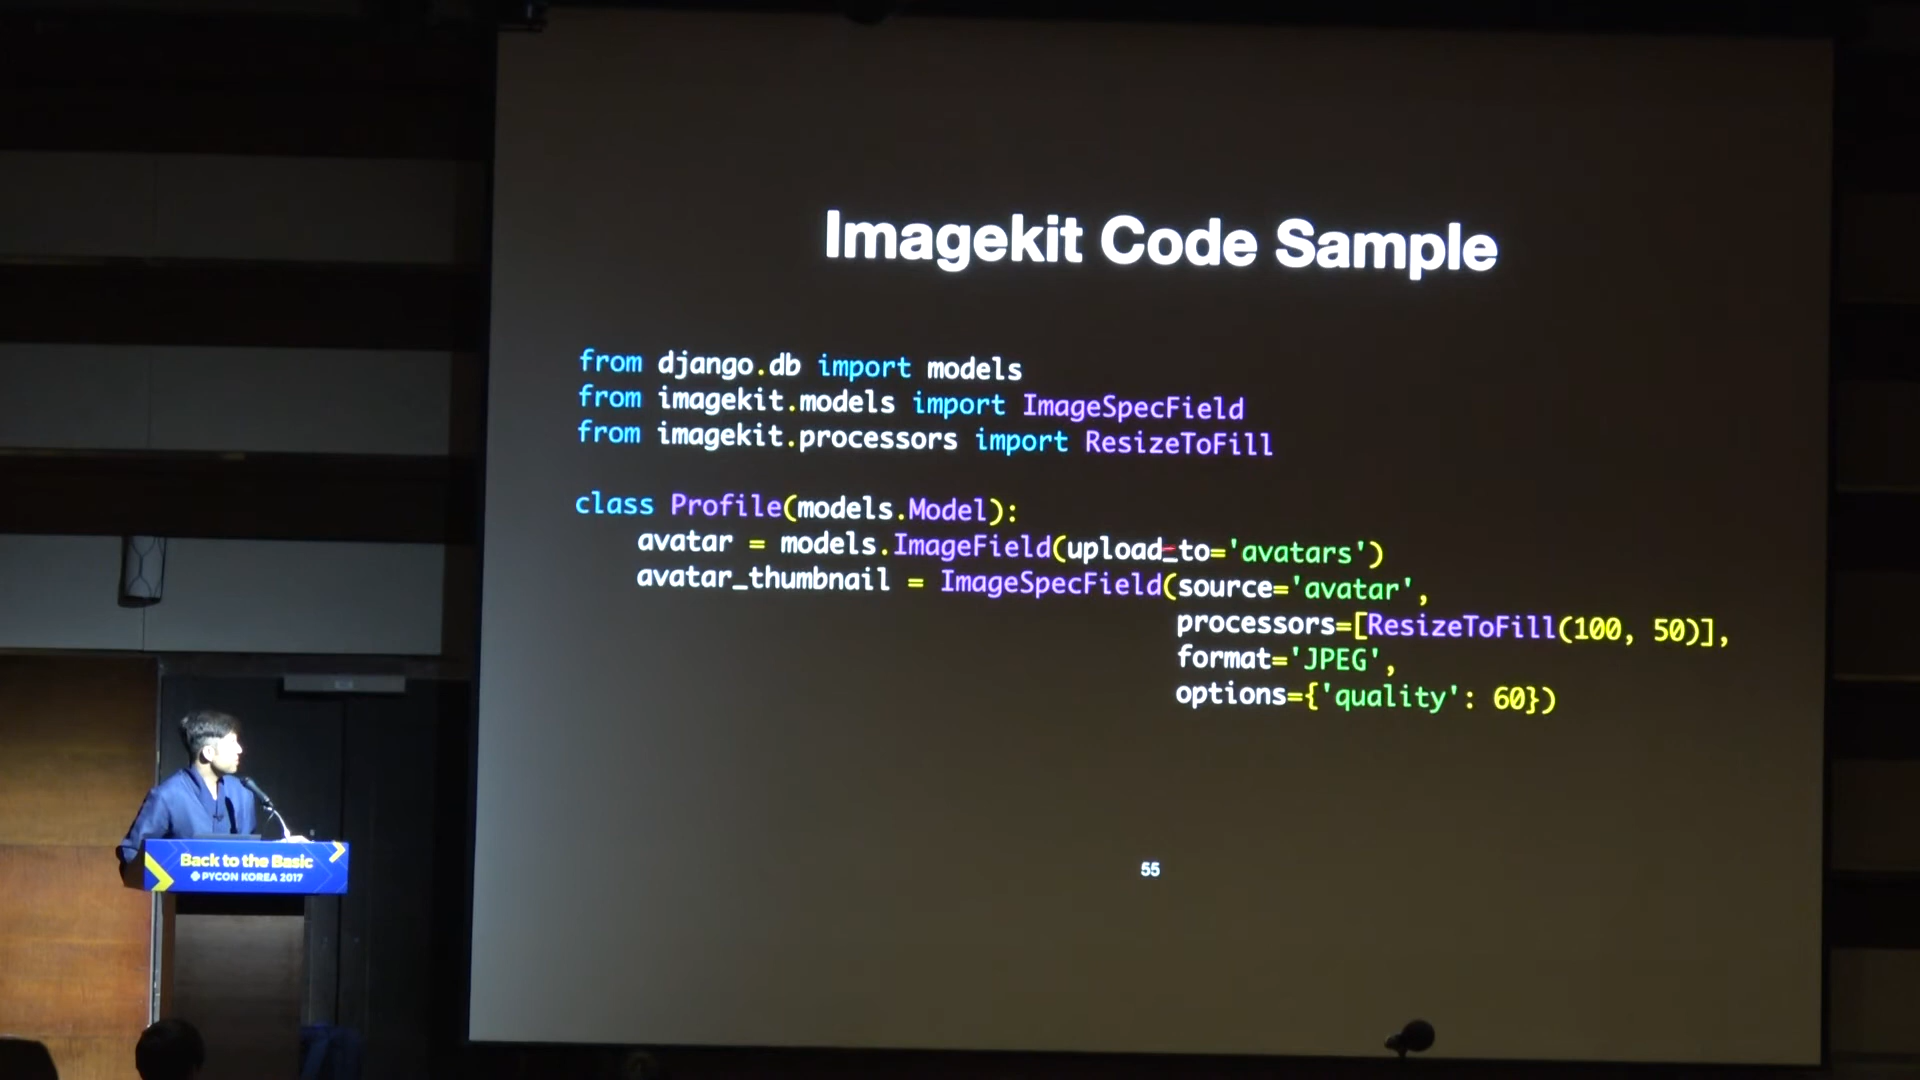 Imagekit Code Sample
from django.db import models
from imagekit.models import ImageSpecField
from imagekit.processors import ResizeToFill
class Profile(models.Model):
    avatar = models.ImageField(upload_to='avatars')
    avatar_thumbnail = ImageSpecField(source='avatar',
                                      processors=[ResizeToFill(100, 50)],
                                      format='JPEG',
                                      options={'quality': 60})
55
Back to the Basic
PYCON KOREA 2017